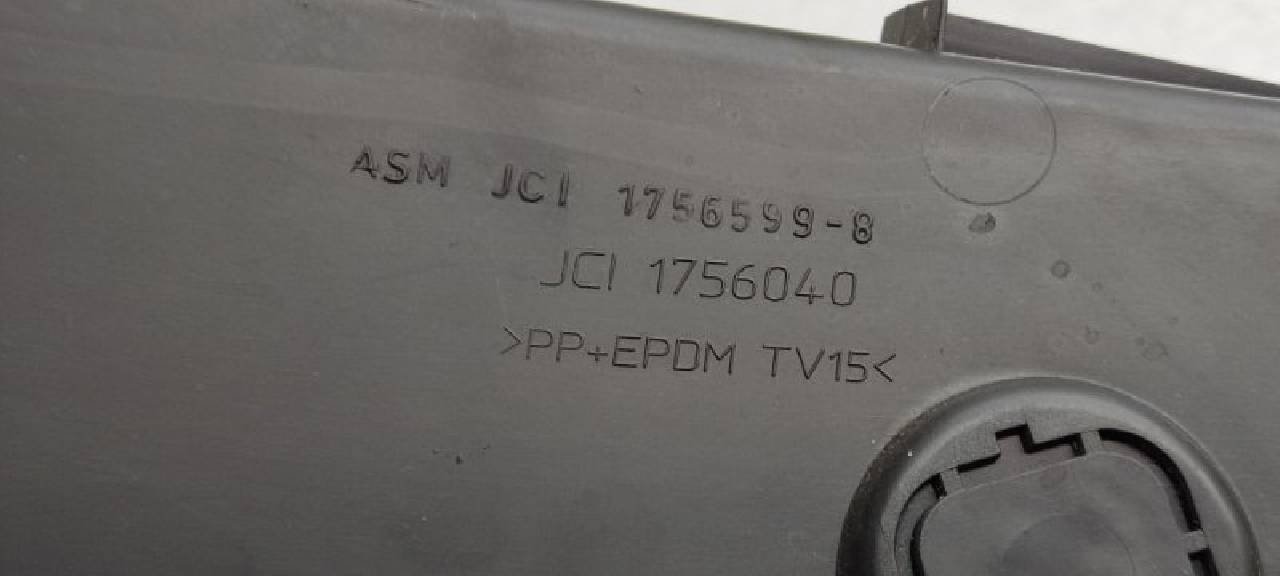 ASM JCI 1756599-8
JCI 1756040
>PP+EPDM TV15<